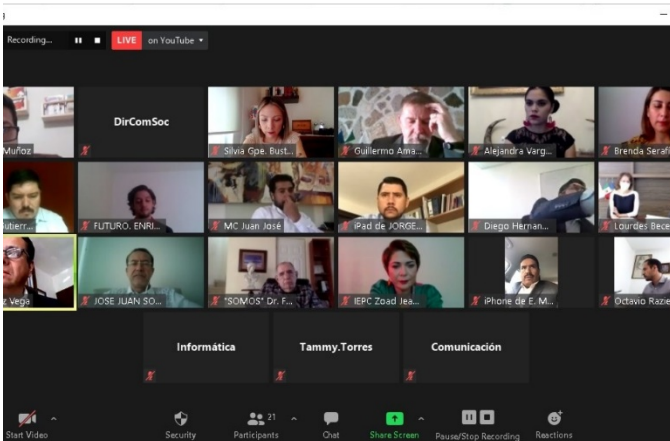 Recording...
LIVE on YouTube
Muñoz
DirComSoc
Silvia Gpe. Bust...
Guillermo Ama...
Alejandra Varg...
Brenda Serafí
Gutierr...
FUTURO. ENRI...
MC Juan José
iPad de JORGE...
Diego Hernan...
Lourdes Bece
z Vega
JOSE JUAN SO...
"SOMOS" Dr. F...
IEPC Zoad Jea...
iPhone de E. M...
Octavio Razie
Informática
Tammy.Torres
Comunicación
Start Video
Security
21
Participants
Chat
Share Screen
Pause/Stop Recording
Reactions